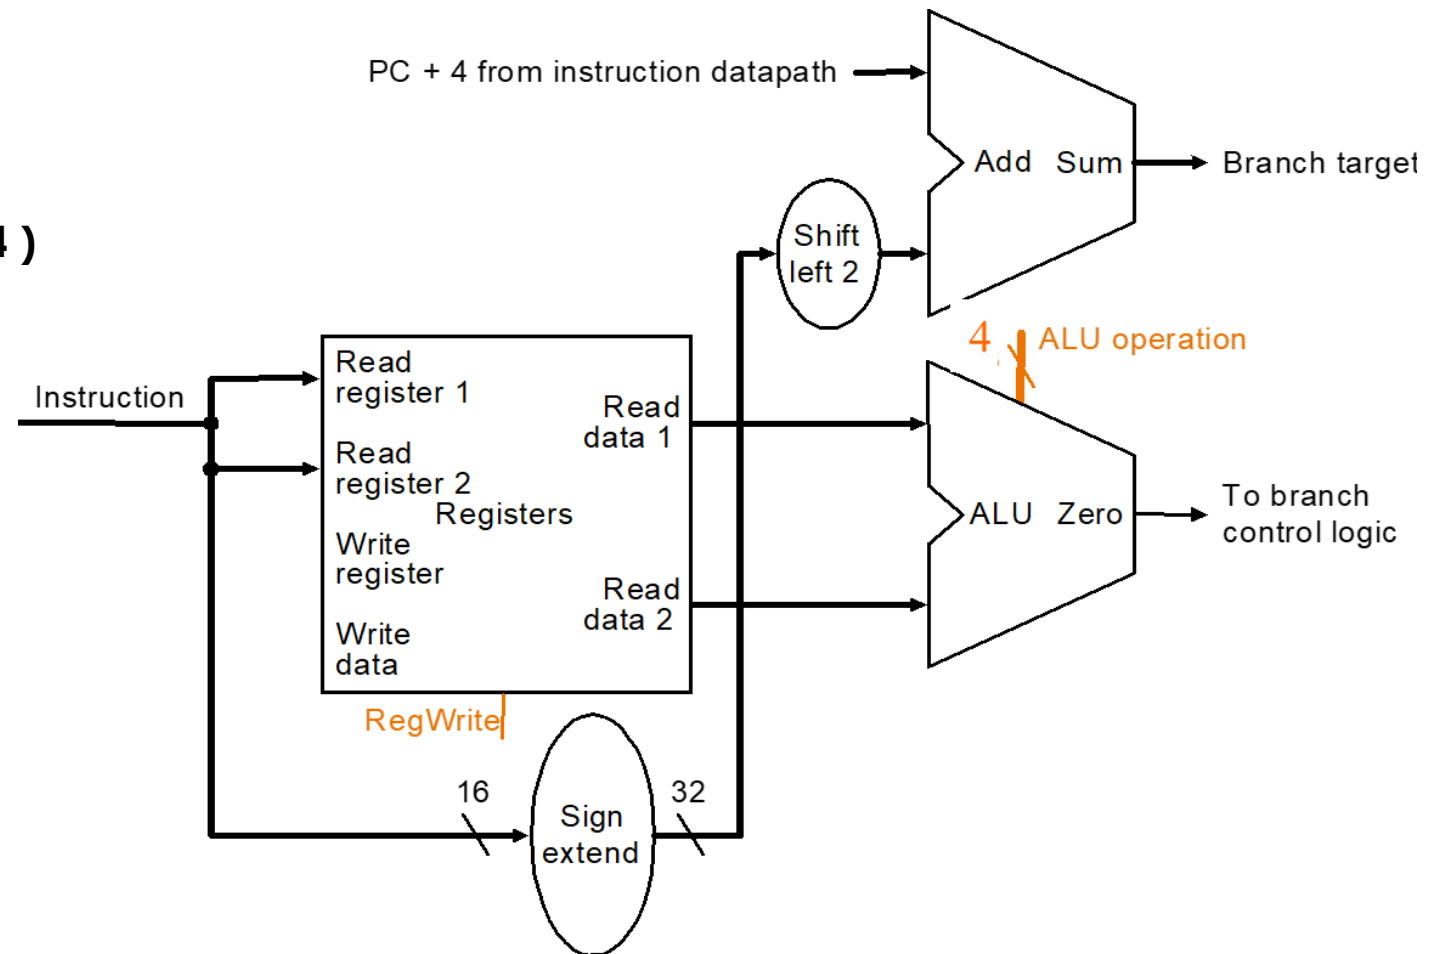 PC + 4 from instruction datapath
Add Sum
Branch target
Shift
left 2
4 )
4
ALU operation
Instruction
Read
register 1
Read
data 1
Read
register 2
Registers
ALU Zero
To branch
control logic
Write
register
Read
data 2
Write
data
RegWrite
16
32
Sign
extend